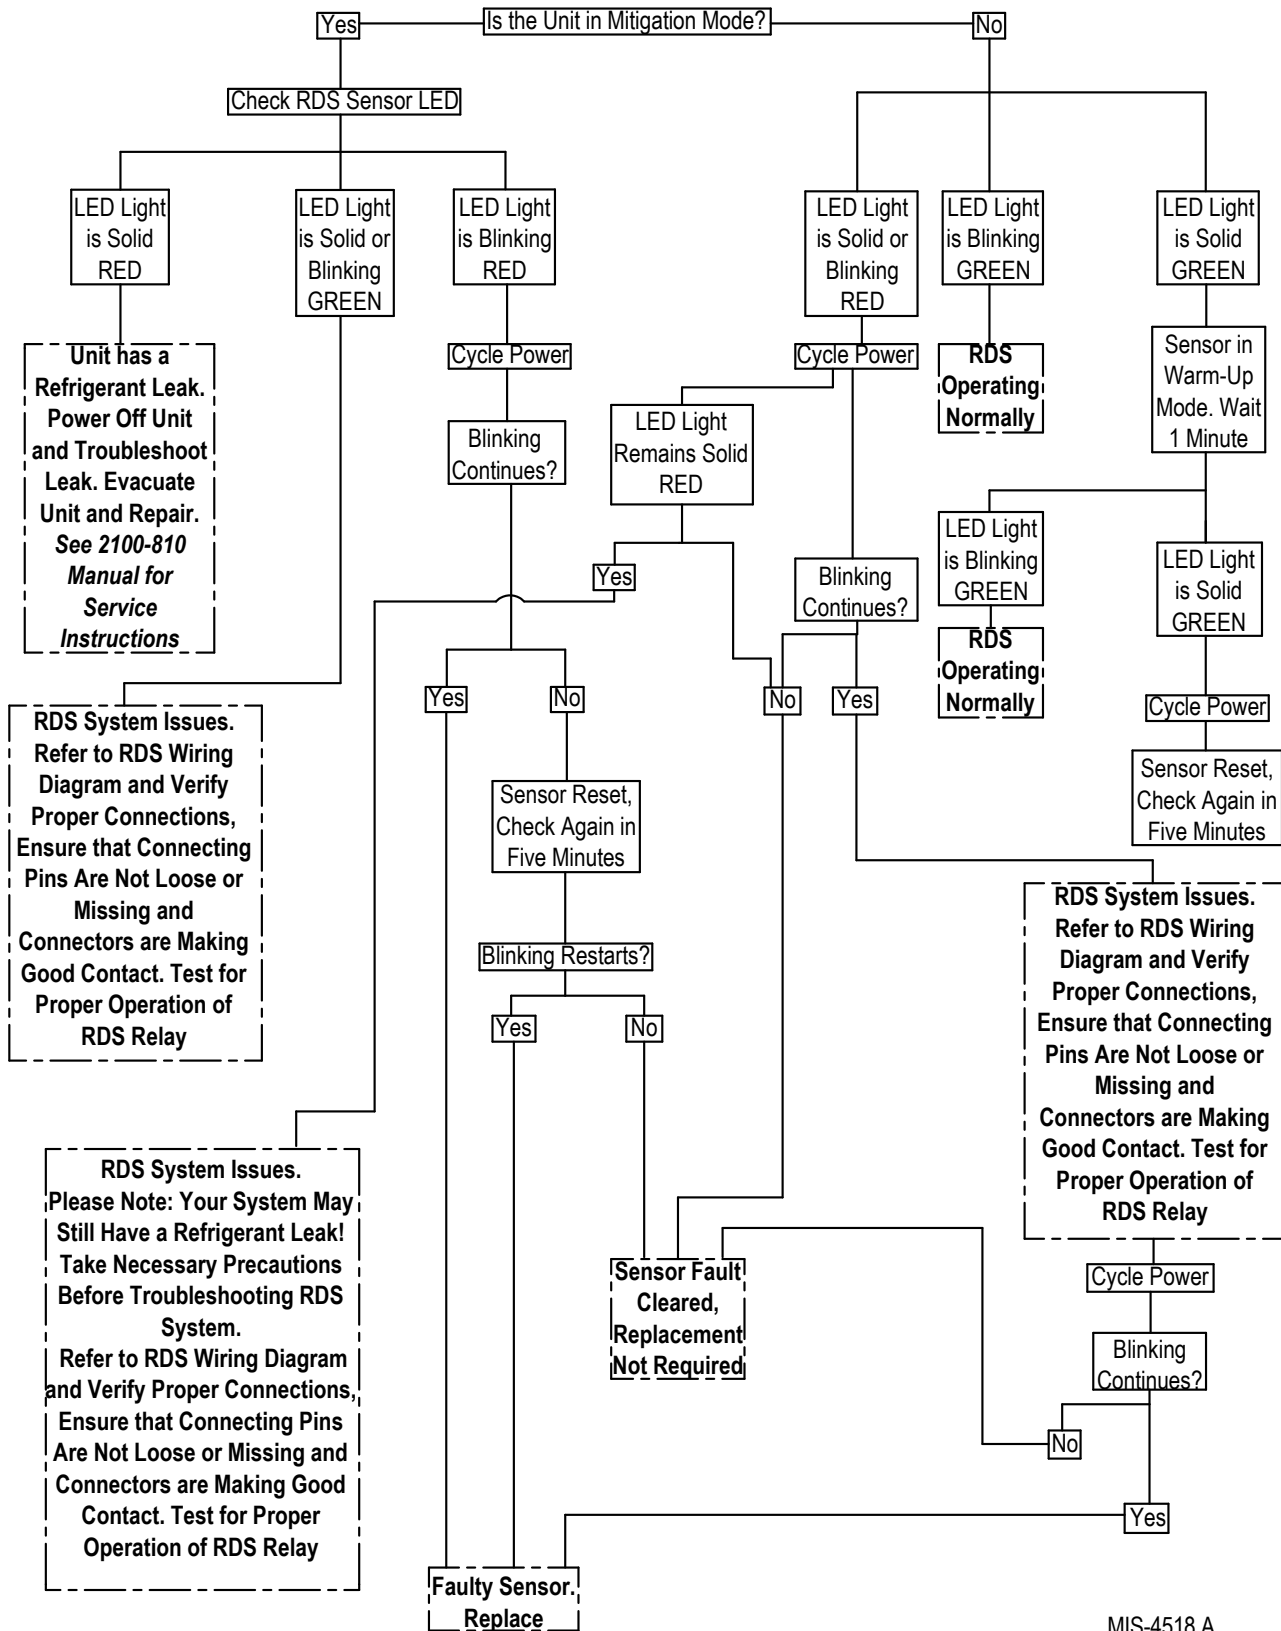 Is the Unit in Mitigation Mode?
Yes
No
Check RDS Sensor LED
LED Light
is Solid
RED
LED Light
is Solid or
Blinking
GREEN
LED Light
is Blinking
RED
LED Light
is Solid or
Blinking
RED
LED Light
is Blinking
GREEN
LED Light
is Solid
GREEN
Unit has a
Refrigerant Leak.
Power Off Unit
and Troubleshoot
Leak. Evacuate
Unit and Repair.
See 2100-810
Manual for
Service
Instructions
Cycle Power
Blinking
Continues?
Cycle Power
LED Light
Remains Solid
RED
Yes
Blinking
Continues?
RDS
Operating
Normally
Sensor in
Warm-Up
Mode. Wait
1 Minute
LED Light
is Blinking
GREEN
RDS
Operating
Normally
LED Light
is Solid
GREEN
Cycle Power
Sensor Reset,
Check Again in
Five Minutes
Yes
No
No
Yes
RDS System Issues.
Refer to RDS Wiring
Diagram and Verify
Proper Connections,
Ensure that Connecting
Pins Are Not Loose or
Missing and
Connectors are Making
Good Contact. Test for
Proper Operation of
RDS Relay
Sensor Reset,
Check Again in
Five Minutes
Blinking Restarts?
Yes
No
RDS System Issues.
Refer to RDS Wiring
Diagram and Verify
Proper Connections,
Ensure that Connecting
Pins Are Not Loose or
Missing and
Connectors are Making
Good Contact. Test for
Proper Operation of
RDS Relay
RDS System Issues.
Please Note: Your System May
Still Have a Refrigerant Leak!
Take Necessary Precautions
Before Troubleshooting RDS
System.
Refer to RDS Wiring Diagram
and Verify Proper Connections,
Ensure that Connecting Pins
Are Not Loose or Missing and
Connectors are Making Good
Contact. Test for Proper
Operation of RDS Relay
Sensor Fault
Cleared,
Replacement
Not Required
Cycle Power
Blinking
Continues?
No
Yes
Faulty Sensor.
Replace
MIS-4518 A